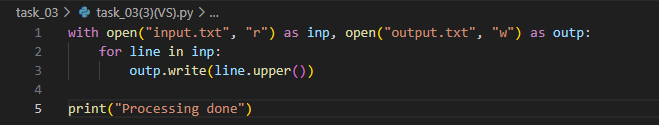 task_03 > task_03(3)(VS).py > ...
1 with open("input.txt", "r") as inp, open("output.txt", "w") as outp:
2     for line in inp:
3         outp.write(line.upper())
4
5 print("Processing done")